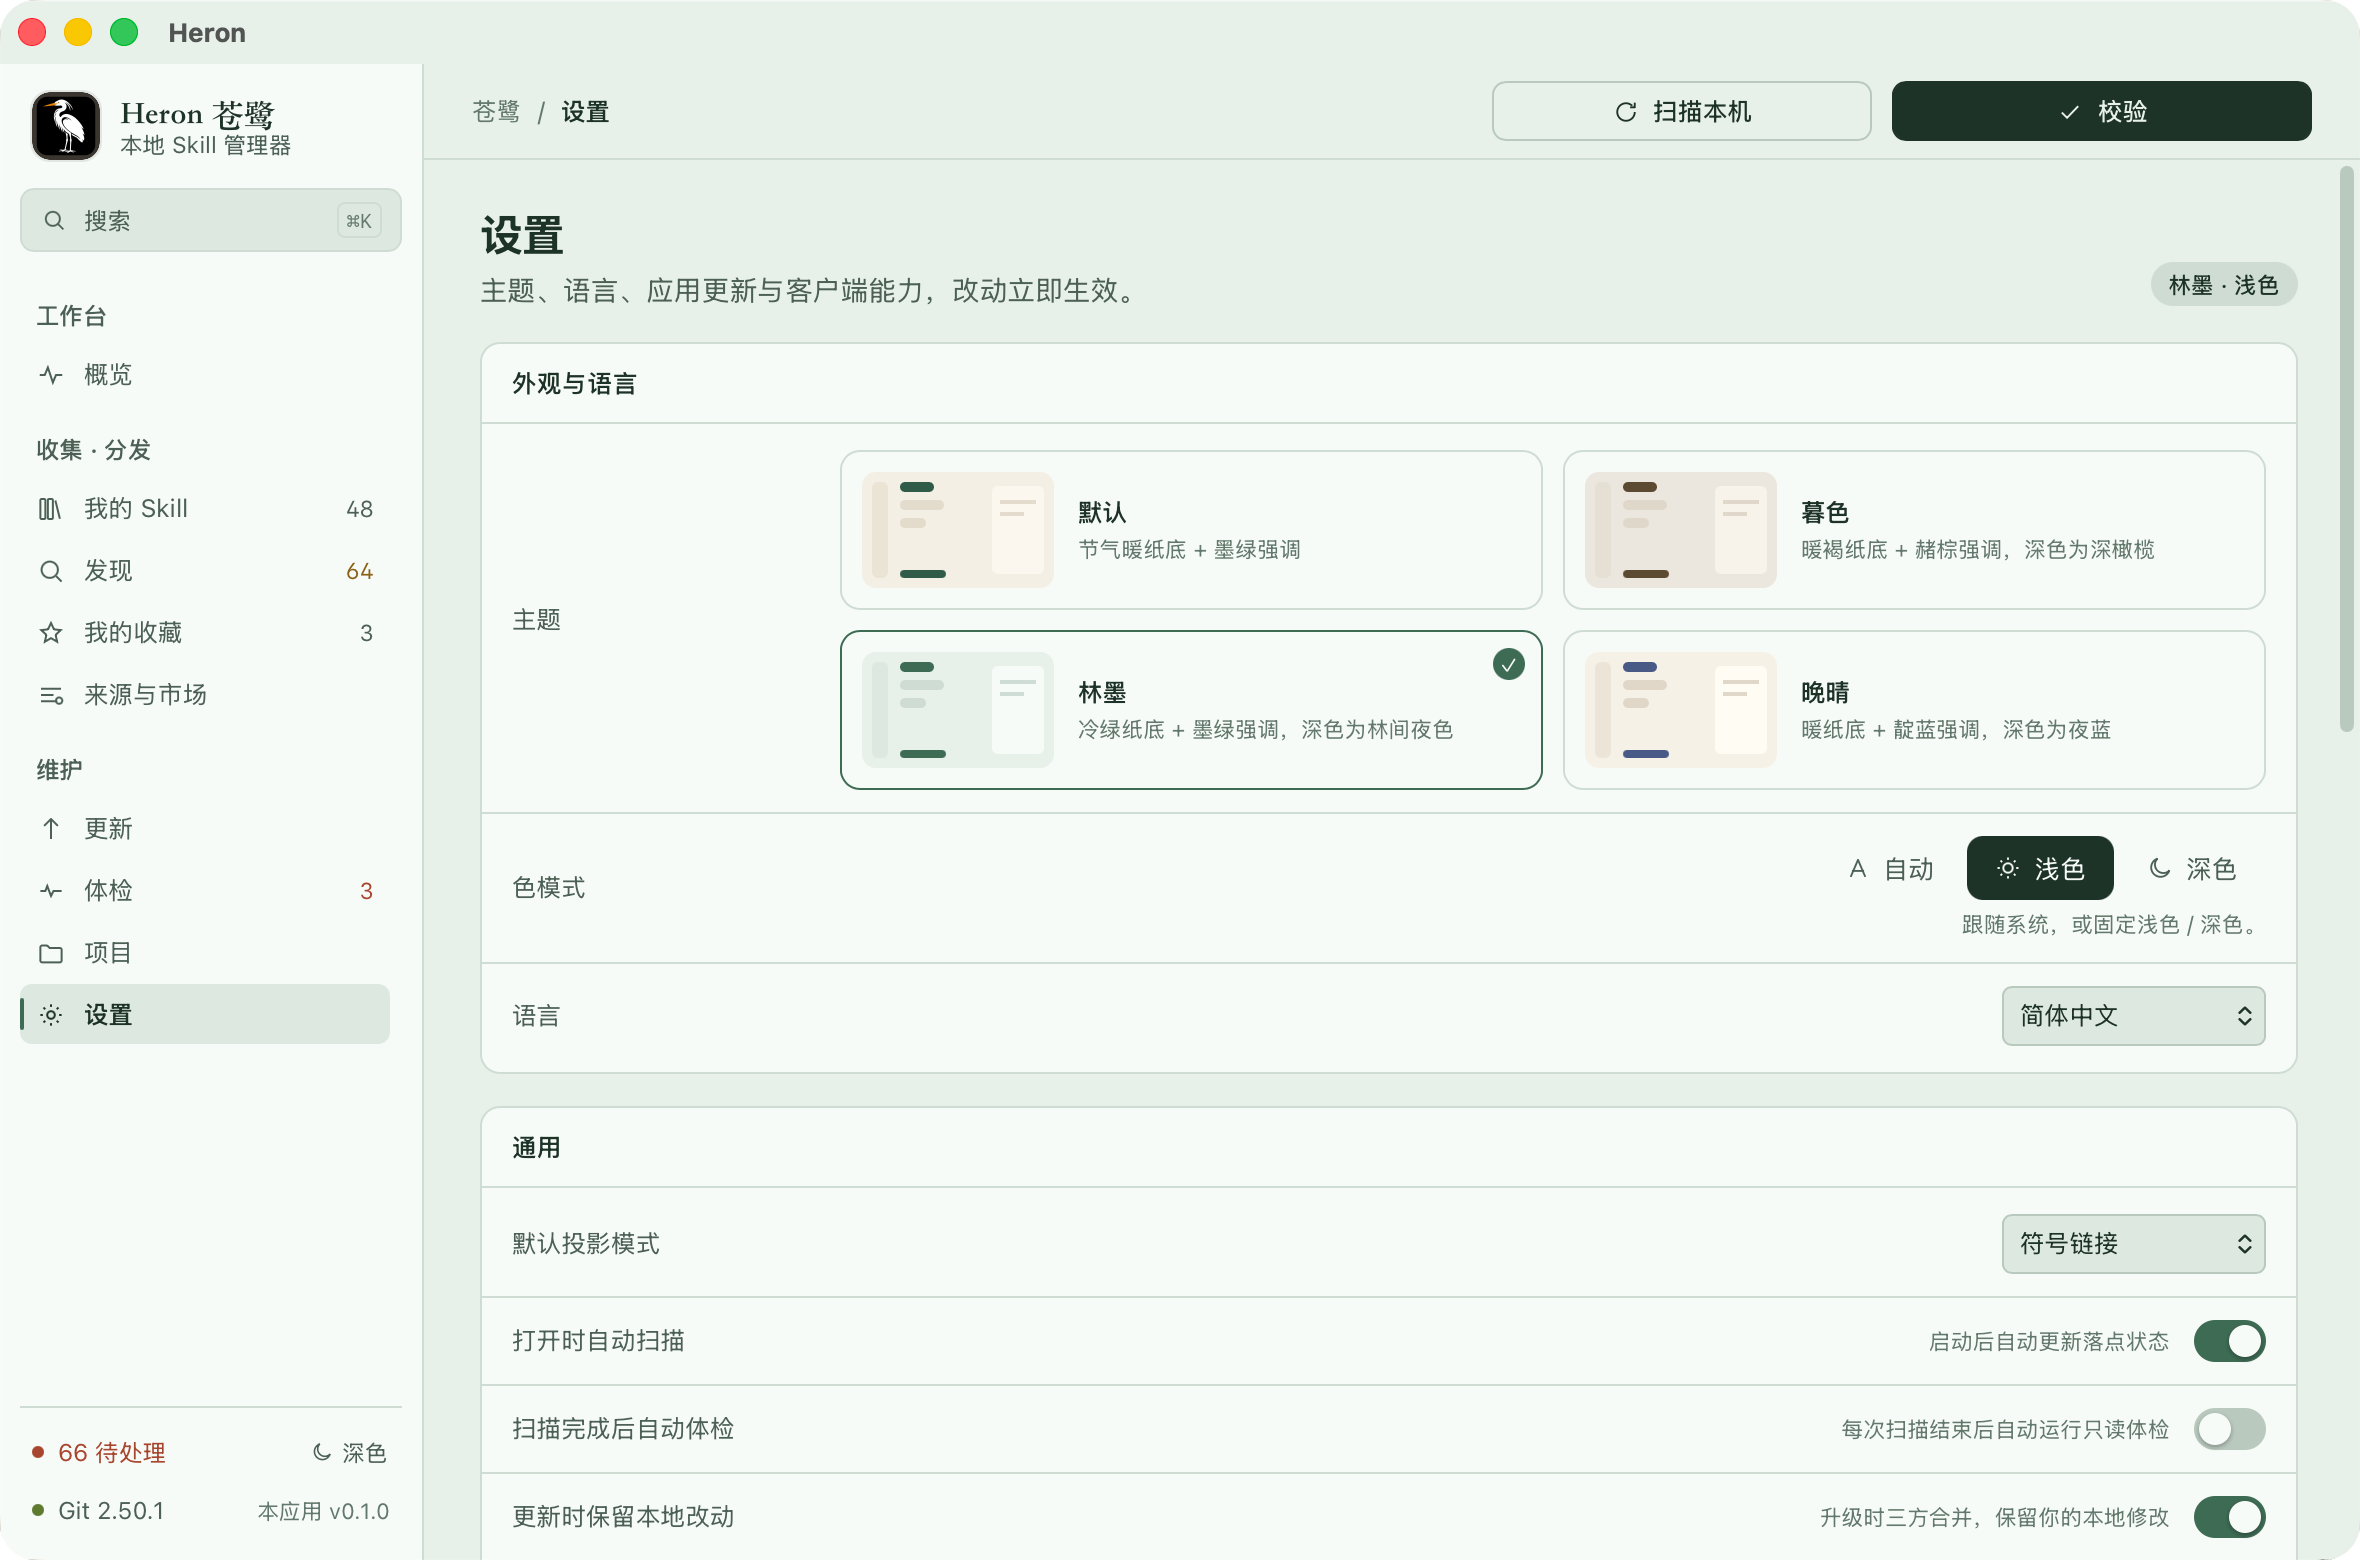 Heron
Heron 苍鹭
本地 Skill 管理器
搜索 ⌘K
工作台
概览
收集 · 分发
我的 Skill 48
发现 64
我的收藏 3
来源与市场
维护
更新
体检 3
项目
设置
66 待处理 深色
Git 2.50.1 本应用 v0.1.0
苍鹭 / 设置
扫描本机
校验
设置
主题、语言、应用更新与客户端能力，改动立即生效。
林墨 · 浅色
外观与语言
主题
默认
节气暖纸底 + 墨绿强调
暮色
暖褐纸底 + 赭棕强调，深色为深橄榄
林墨
冷绿纸底 + 墨绿强调，深色为林间夜色
晚晴
暖纸底 + 靛蓝强调，深色为夜蓝
色模式
A 自动 浅色 深色
跟随系统，或固定浅色 / 深色。
语言 简体中文
通用
默认投影模式 符号链接
打开时自动扫描 启动后自动更新落点状态
扫描完成后自动体检 每次扫描结束后自动运行只读体检
更新时保留本地改动 升级时三方合并，保留你的本地修改